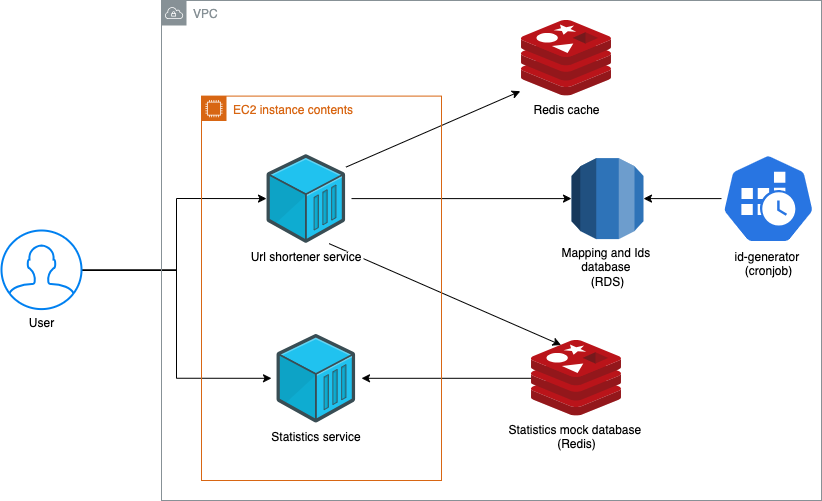 VPC
Redis cache
EC2 instance contents
Url shortener service
Mapping and Ids
database
(RDS)
id-generator
(cronjob)
User
Statistics service
Statistics mock database
(Redis)